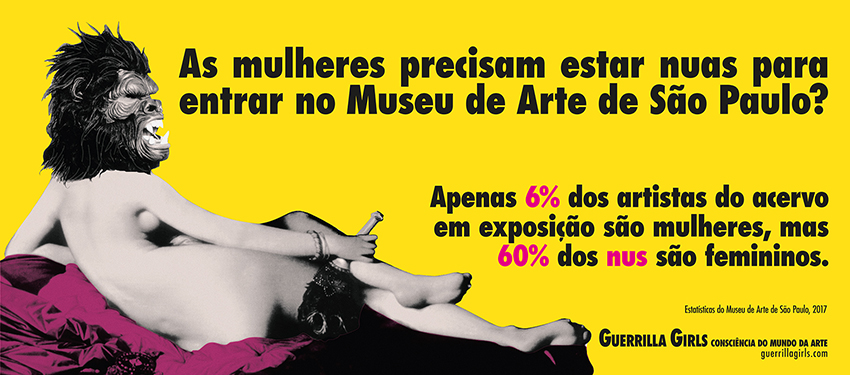 As mulheres precisam estar nuas para
entrar no Museu de Arte de São Paulo?
Apenas 6% dos artistas do acervo
em exposição são mulheres, mas
60% dos nus são femininos.
Estatísticas do Museu de Arte de São Paulo, 2017
GUERRILLA GIRLS CONSCIÊNCIA DO MUNDO DA ARTE
guerrillagirls.com